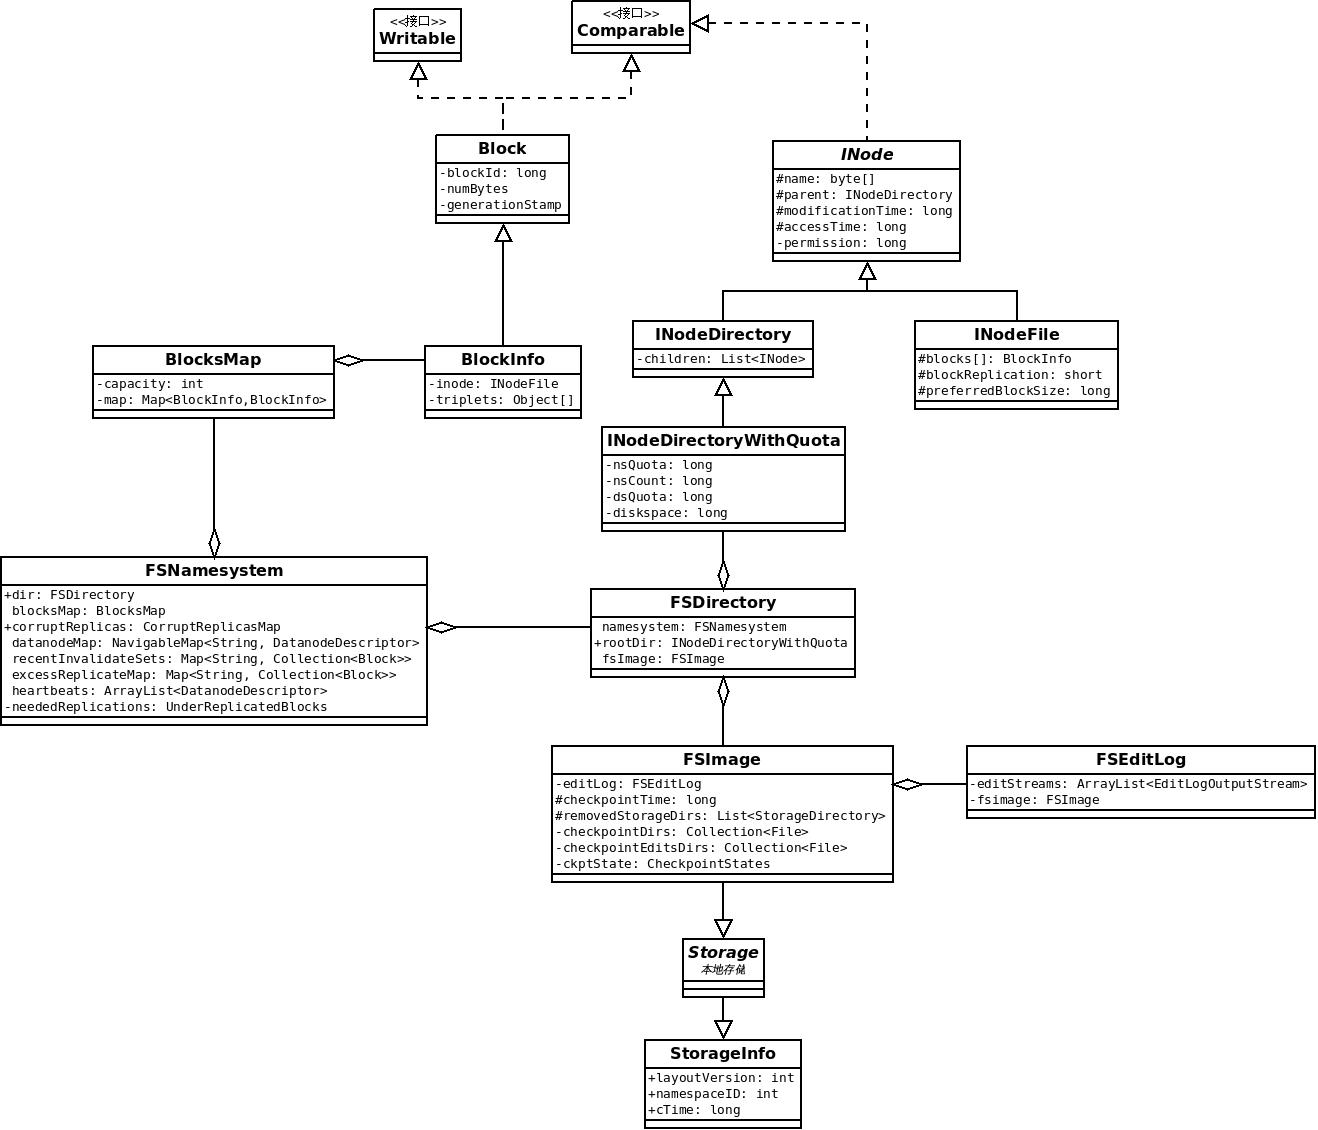 <<接口>>
Writable
<<接口>>
Comparable
Block
-blockId: long
-numBytes
-generationStamp
INode
#name: byte[]
#parent: INodeDirectory
#modificationTime: long
#accessTime: long
-permission: long
BlocksMap
-capacity: int
-map: Map<BlockInfo,BlockInfo>
BlockInfo
-inode: INodeFile
-triplets: Object[]
INodeDirectory
-children: List<INode>
INodeFile
#blocks[]: BlockInfo
#blockReplication: short
#preferredBlockSize: long
INodeDirectoryWithQuota
-nsQuota: long
-nsCount: long
-dsQuota: long
-diskspace: long
FSNamesystem
+dir: FSDirectory
blocksMap: BlocksMap
+corruptReplicas: CorruptReplicasMap
datanodeMap: NavigableMap<String, DatanodeDescriptor>
recentInvalidateSets: Map<String, Collection<Block>>
excessReplicateMap: Map<String, Collection<Block>>
heartbeats: ArrayList<DatanodeDescriptor>
-neededReplications: UnderReplicatedBlocks
FSDirectory
namesystem: FSNamesystem
+rootDir: INodeDirectoryWithQuota
fsImage: FSImage
FSImage
-editLog: FSEditLog
#checkpointTime: long
#removedStorageDirs: List<StorageDirectory>
-checkpointDirs: Collection<File>
-checkpointEditsDirs: Collection<File>
-ckptState: CheckpointStates
FSEditLog
-editStreams: ArrayList<EditLogOutputStream>
-fsimage: FSImage
Storage
本地存储
StorageInfo
+layoutVersion: int
+namespaceID: int
+cTime: long